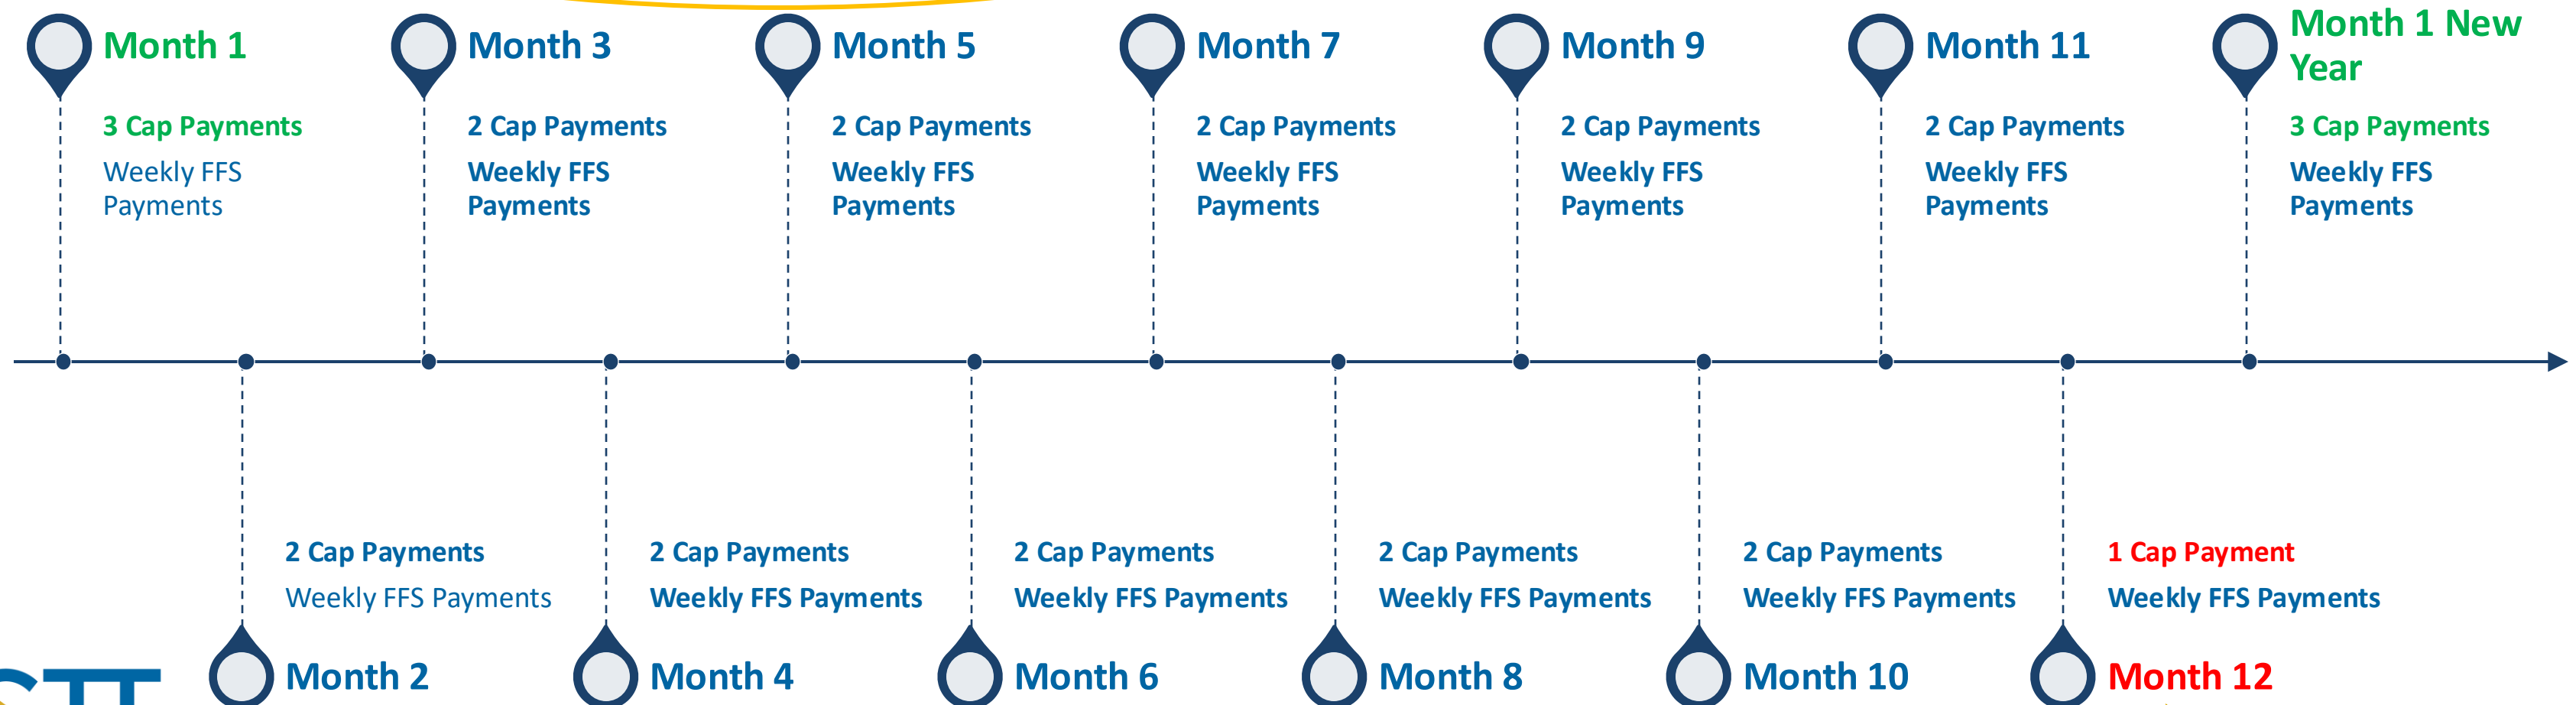 Month 1
3 Cap Payments
Weekly FFS
Payments
Month 3
2 Cap Payments
Weekly FFS
Payments
Month 5
2 Cap Payments
Weekly FFS
Payments
Month 7
2 Cap Payments
Weekly FFS
Payments
Month 9
2 Cap Payments
Weekly FFS
Payments
Month 11
2 Cap Payments
Weekly FFS
Payments
Month 1 New
Year
3 Cap Payments
Weekly FFS
Payments
2 Cap Payments
Weekly FFS Payments
Month 2
2 Cap Payments
Weekly FFS Payments
Month 4
2 Cap Payments
Weekly FFS Payments
Month 6
2 Cap Payments
Weekly FFS Payments
Month 8
2 Cap Payments
Weekly FFS Payments
Month 10
1 Cap Payment
Weekly FFS Payments
Month 12